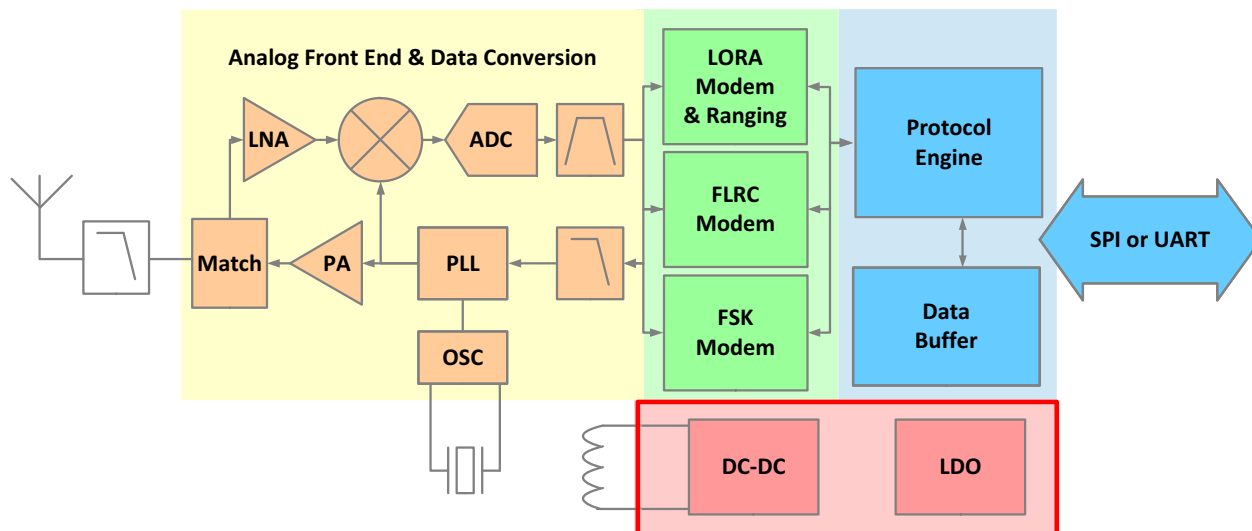 Analog Front End & Data Conversion
LNA
ADC
Match
PA
PLL
OSC
LORA
Modem
& Ranging
FLRC
Modem
FSK
Modem
Protocol
Engine
Data
Buffer
SPI or UART
DC-DC
LDO